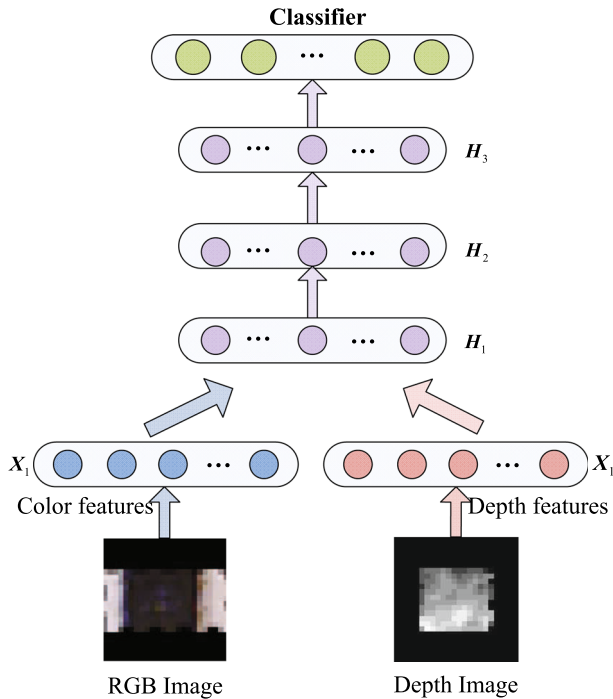 Classifier
...
... ... H₃
... ... H₂
... ... H₁
X₁ ... ... X₁
Color features Depth features
RGB Image Depth Image